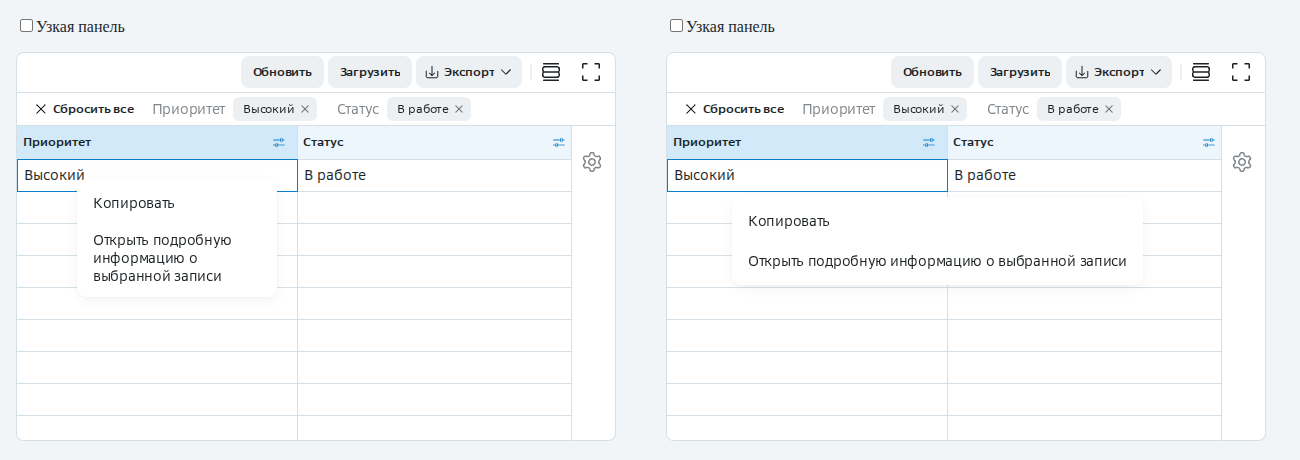 Узкая панель
Обновить Загрузить Экспорт
Сбросить все Приоритет Высокий Статус В работе
Приоритет Статус
Высокий В работе
Копировать
Открыть подробную
информацию о
выбранной записи
Узкая панель
Обновить Загрузить Экспорт
Сбросить все Приоритет Высокий Статус В работе
Приоритет Статус
Высокий В работе
Копировать
Открыть подробную информацию о выбранной записи